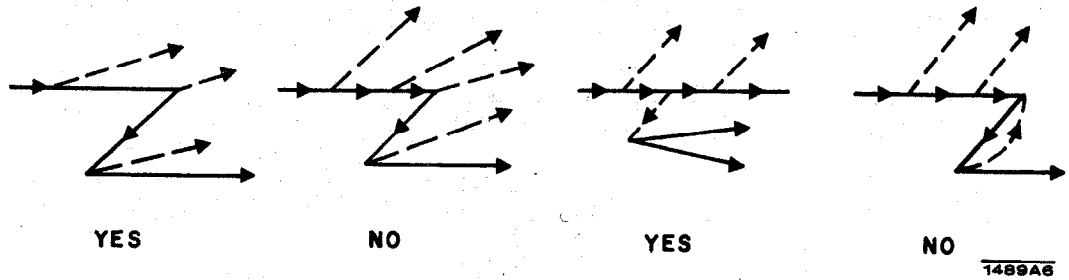 YES
NO
YES
NO
1489A6